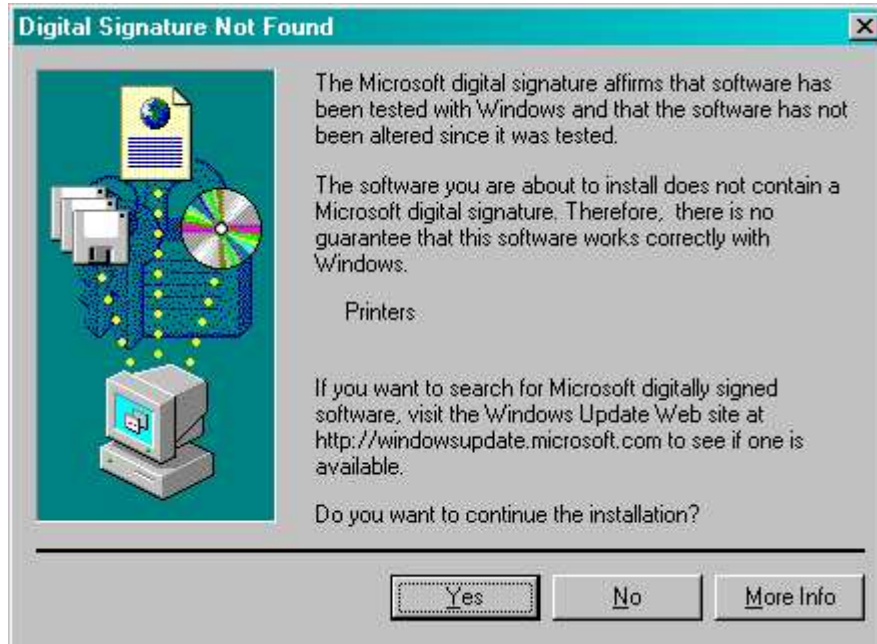 Digital Signature Not Found
The Microsoft digital signature affirms that software has
been tested with Windows and that the software has not
been altered since it was tested.
The software you are about to install does not contain a
Microsoft digital signature. Therefore, there is no
guarantee that this software works correctly with
Windows.
Printers
If you want to search for Microsoft digitally signed
software, visit the Windows Update Web site at
http://windowsupdate.microsoft.com to see if one is
available.
Do you want to continue the installation?
Yes No More Info